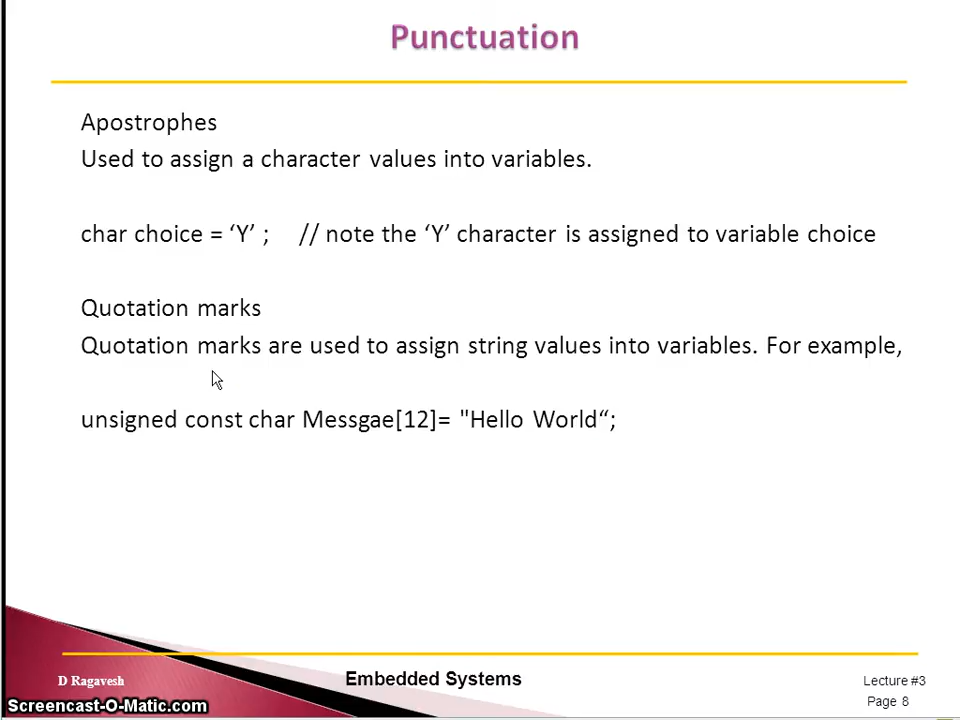 Punctuation
Apostrophes
Used to assign a character values into variables.
char choice = ‘Y’ ; // note the ‘Y’ character is assigned to variable choice
Quotation marks
Quotation marks are used to assign string values into variables. For example,
unsigned const char Messgae[12]= "Hello World“;
D Ragavesh
Embedded Systems
Lecture #3
Page 8
Screencast-O-Matic.com